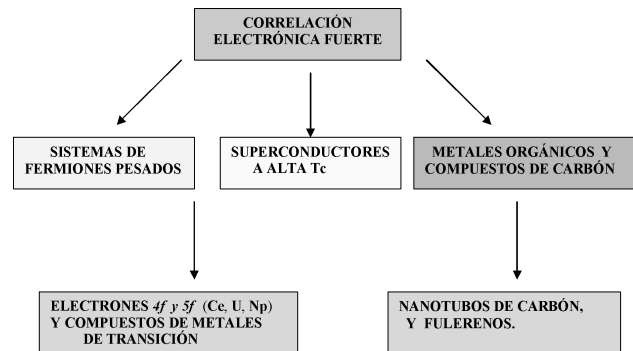 CORRELACIÓN
ELECTRÓNICA FUERTE
SISTEMAS DE
FERMIONES PESADOS
SUPERCONDUCTORES
A ALTA Tc
METALES ORGÁNICOS Y
COMPUESTOS DE CARBÓN
ELECTRONES 4f y 5f (Ce, U, Np)
Y COMPUESTOS DE METALES
DE TRANSICIÓN
NANOTUBOS DE CARBÓN,
Y FULERENOS.